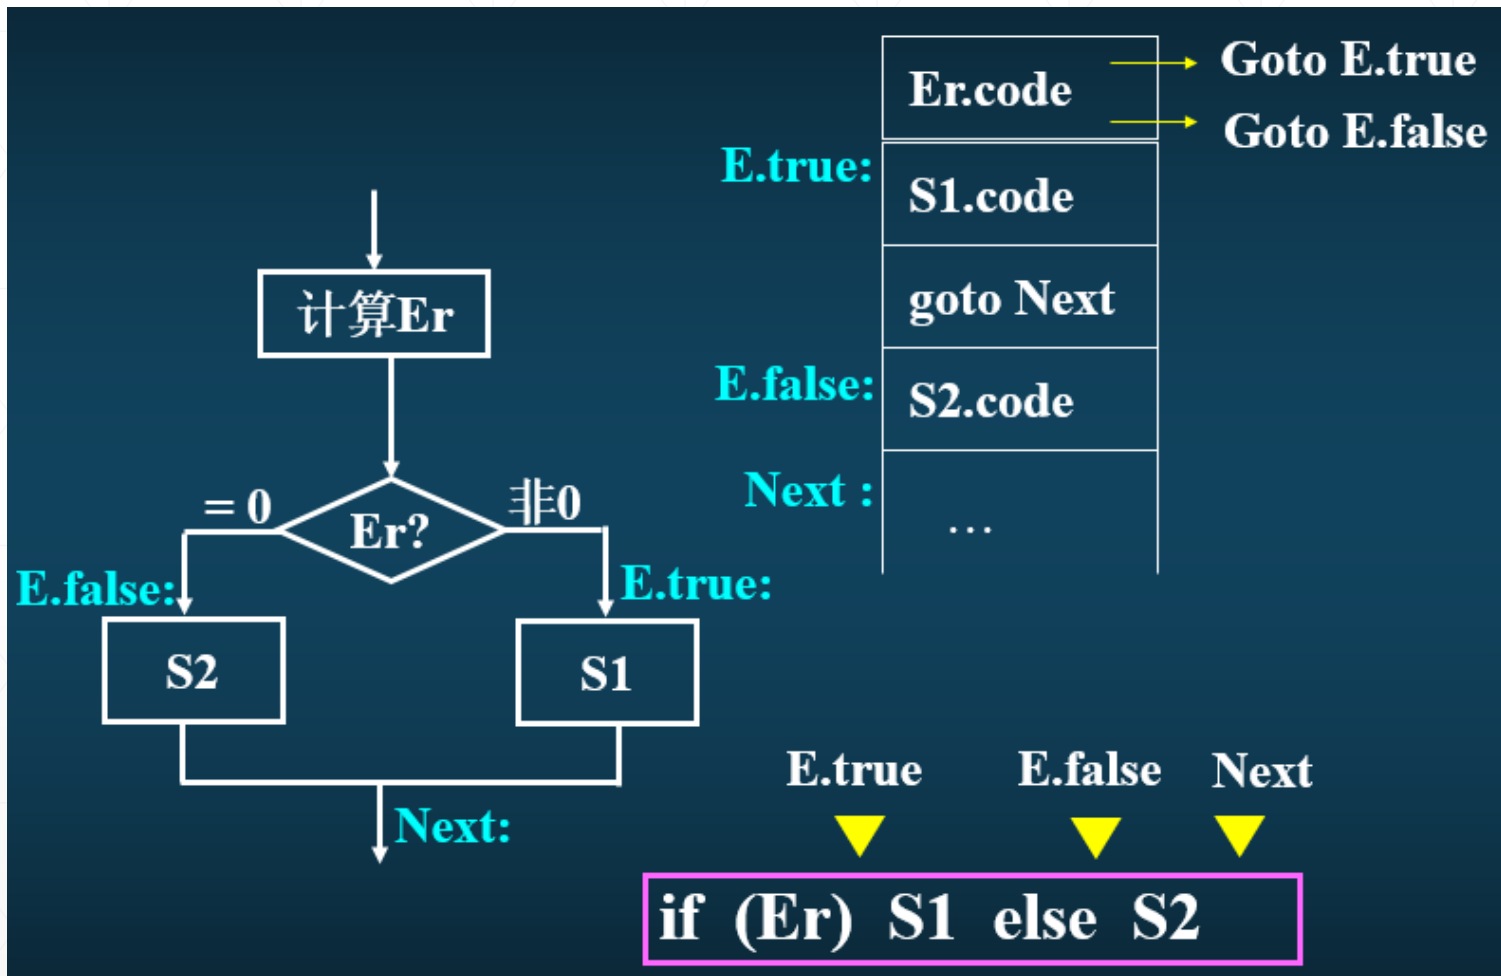 计算Er
Er?
= 0
非0
E.false:
E.true:
S2
S1
Next:
Er.code
Goto E.true
Goto E.false
E.true:
S1.code
goto Next
E.false:
S2.code
Next :
...
E.true E.false Next
if (Er) S1 else S2